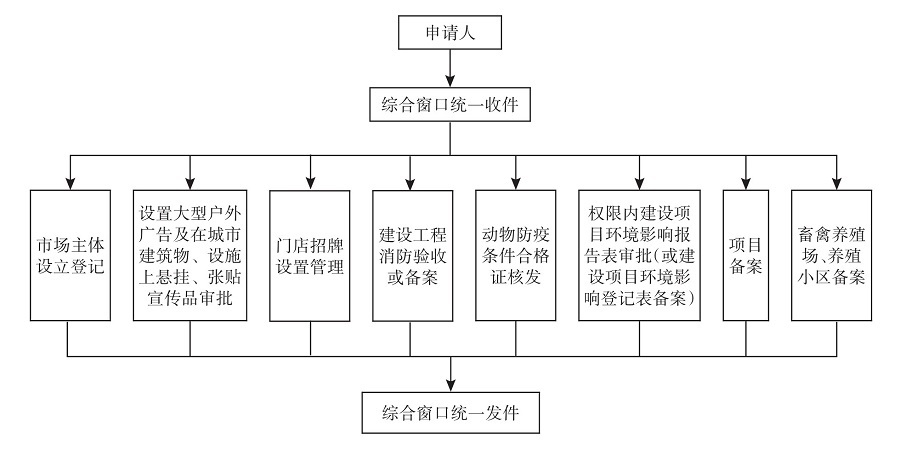 申请人
综合窗口统一收件
市场主体
设立登记
设置大型户外
广告及在城市
建筑物、设施
上悬挂、张贴
宣传品审批
门店招牌
设置管理
建设工程
消防验收
或备案
动物防疫
条件合格
证核发
权限内建设项
目环境影响报
告表审批(或建
设项目环境影
响登记表备案)
项目
备案
畜禽养殖
场、养殖
小区备案
综合窗口统一发件